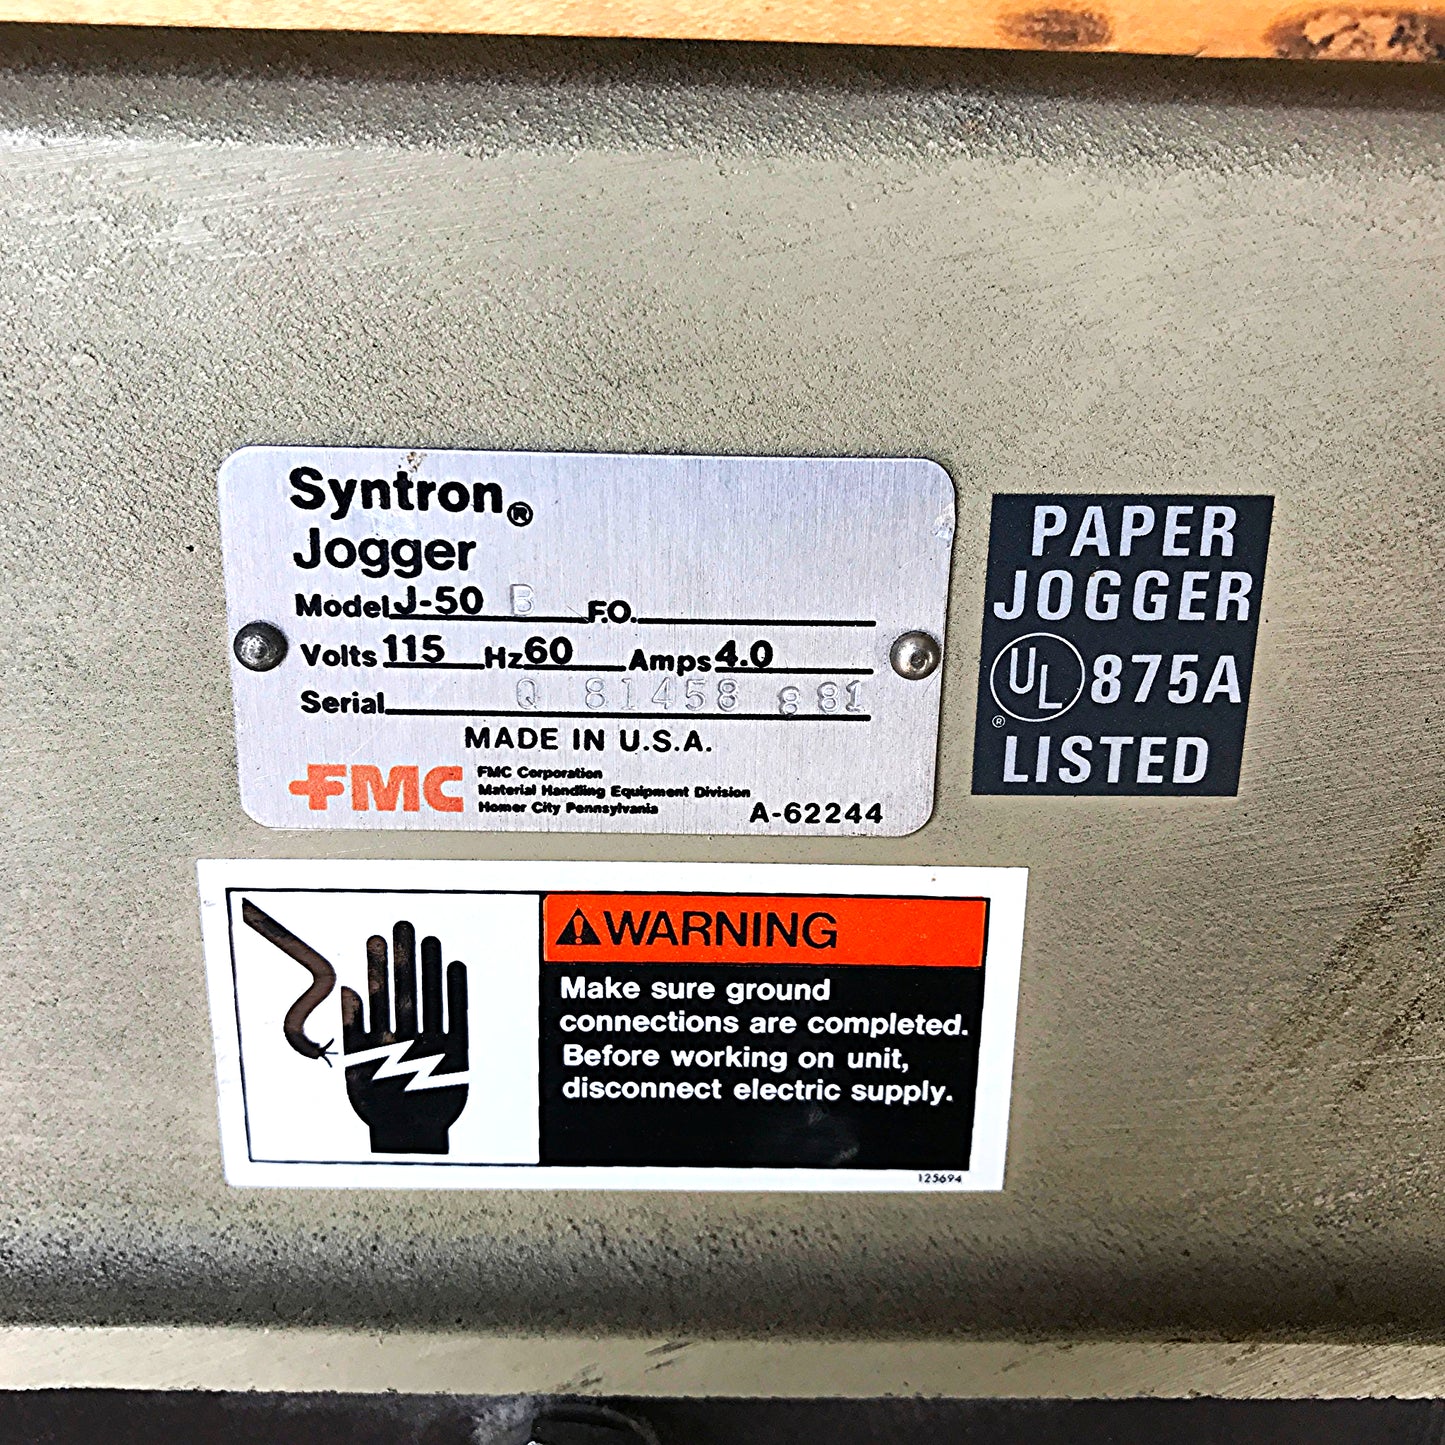 Syntron®
Jogger
Model J-50 B F.O.
Volts 115 Hz 60 Amps 4.0
Serial Q 81458 881
MADE IN U.S.A.
FMC
FMC Corporation
Material Handling Equipment Division
Homer City Pennsylvania
A-62244
PAPER
JOGGER
UL® 875A
LISTED
WARNING
Make sure ground
connections are completed.
Before working on unit,
disconnect electric supply.
125694